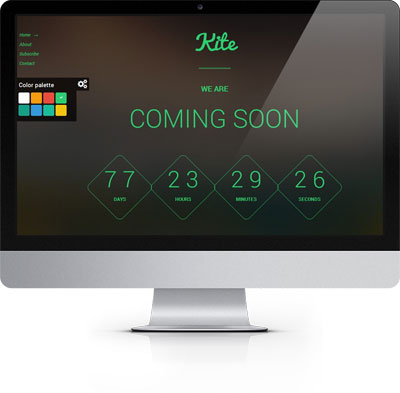 Kite
Home
About
Subscribe
Contact
Color palette
WE ARE
COMING SOON
77 23 29 26
DAYS HOURS MINUTES SECONDS